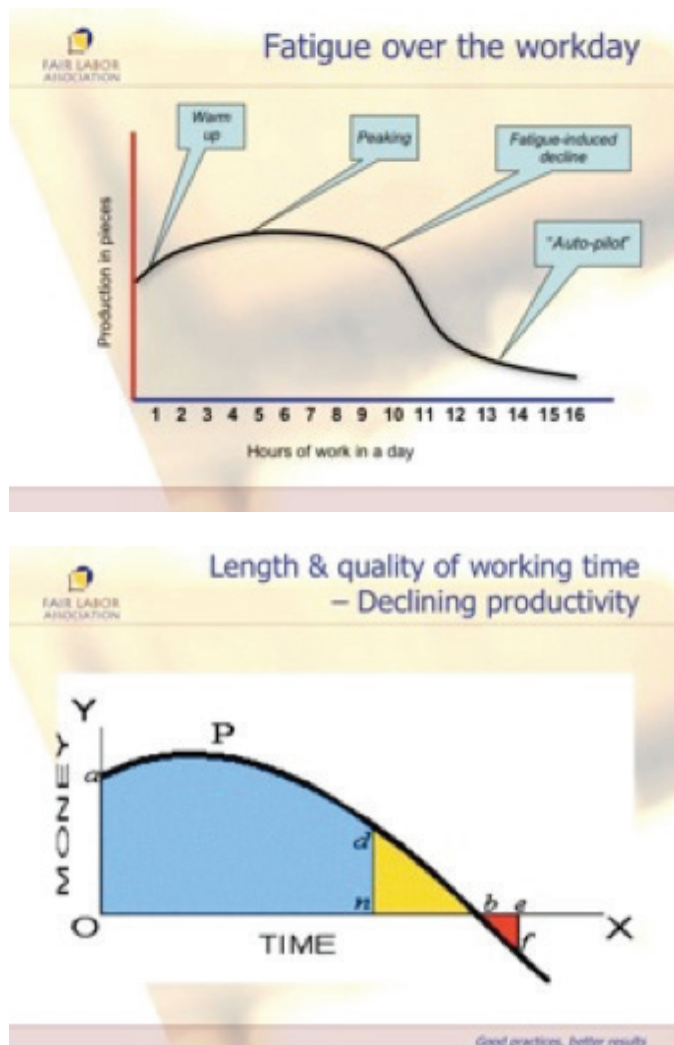 FAIR LABOR
ASSOCIATION
Fatigue over the workday
Warm
up
Peaking
Fatigue-induced
decline
"Auto-pilot"
Production in pieces
1 2 3 4 5 6 7 8 9 10 11 12 13 14 15 16
Hours of work in a day
FAIR LABOR
ASSOCIATION
Length & quality of working time
– Declining productivity
Y
P
a
MONEY
d
n
b
e
f
O
X
TIME
Good practices, better results